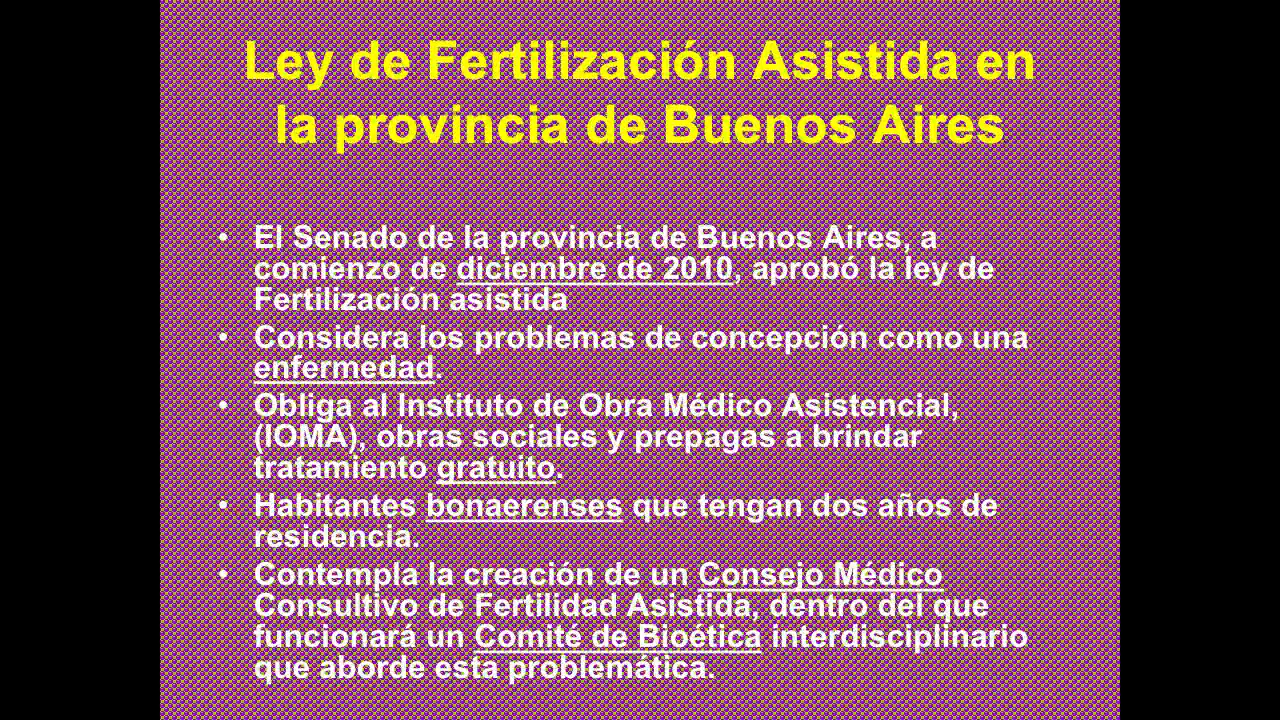 Ley de Fertilización Asistida en
la provincia de Buenos Aires
• El Senado de la provincia de Buenos Aires, a
comienzo de diciembre de 2010, aprobó la ley de
Fertilización asistida
• Considera los problemas de concepción como una
enfermedad.
• Obliga al Instituto de Obra Médico Asistencial,
(IOMA), obras sociales y prepagas a brindar
tratamiento gratuito.
• Habitantes bonaerenses que tengan dos años de
residencia.
• Contempla la creación de un Consejo Médico
Consultivo de Fertilidad Asistida, dentro del que
funcionará un Comité de Bioética interdisciplinario
que aborde esta problemática.